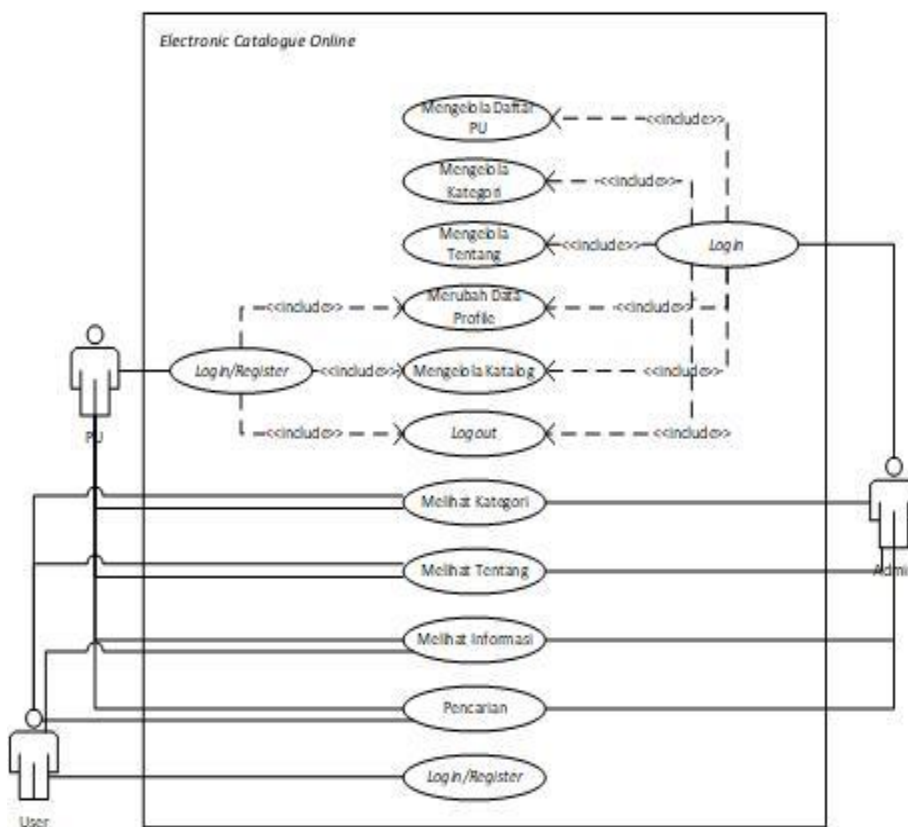 Electronic Catalogue Online
Mengelola Daftar
PU
<<include>>
Mengelola
Kategori
<<include>>
Mengelola
Tentang
<<include>>
Login
<<include>>
Merubah Data
Profile
<<include>>
Login/Register
<<include>>
Mengelola Katalog
<<include>>
PU
<<include>>
Logout
<<include>>
Melihat Kategori
Melihat Tentang
Admi
Melihat Informasi
Pencarian
Login/Register
User